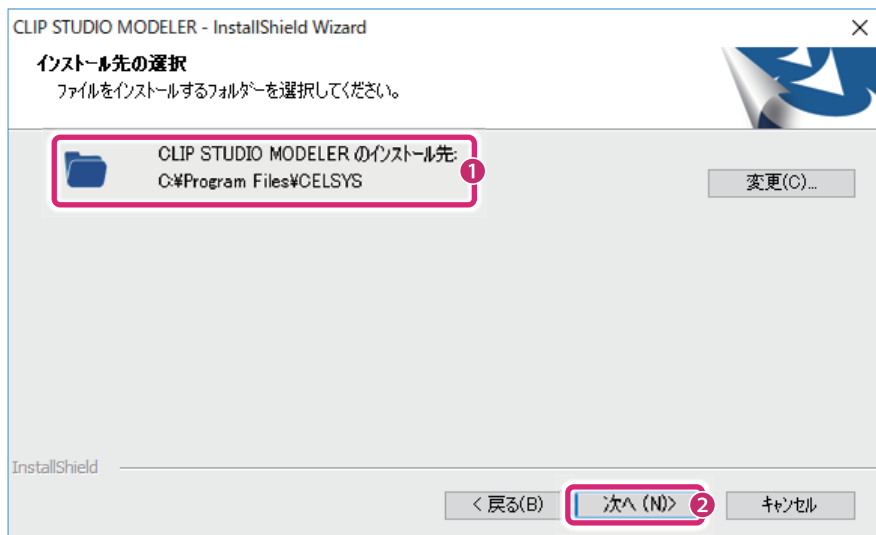 CLIP STUDIO MODELER - InstallShield Wizard
インストール先の選択
ファイルをインストールするフォルダーを選択してください。
CLIP STUDIO MODELER のインストール先:
C:¥Program Files¥CELSYS
1
変更(C)...
InstallShield
< 戻る(B)
次へ (N)>
2
キャンセル